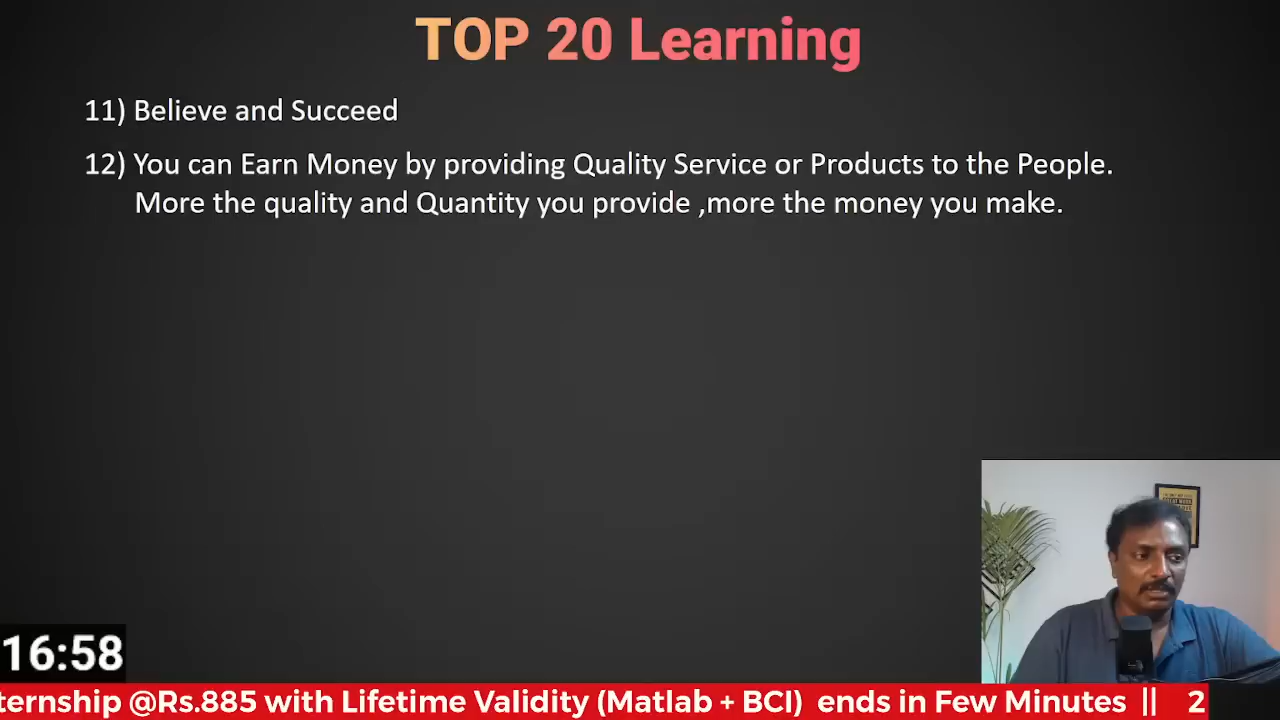 TOP 20 Learning
11) Believe and Succeed
12) You can Earn Money by providing Quality Service or Products to the People.
More the quality and Quantity you provide ,more the money you make.
16:58
ternship @Rs.885 with Lifetime Validity (Matlab + BCI) ends in Few Minutes || 2